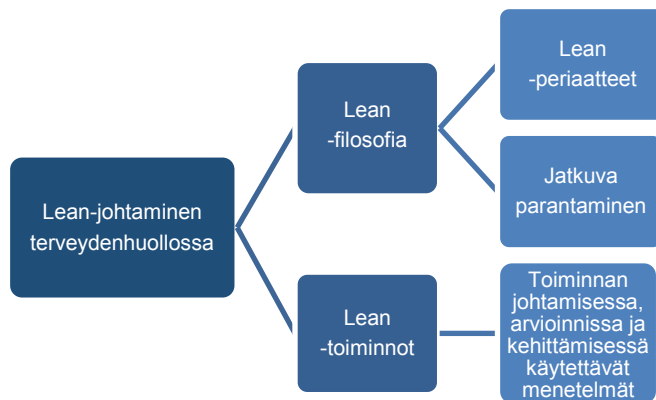 Lean-johtaminen
terveydenhuollossa
Lean
-filosofia
Lean
-periaatteet
Jatkuva
parantaminen
Lean
-toiminnot
Toiminnan
johtamisessa,
arvioinnissa ja
kehittämisessä
käytettävät
menetelmät